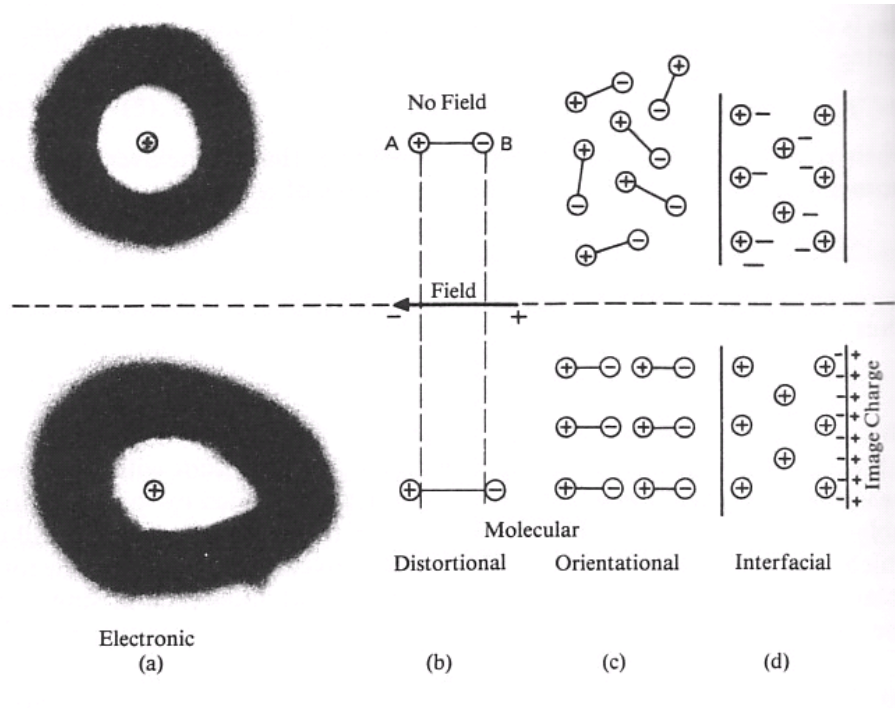 No Field
A + − B
Field
− +
Image Charge
Molecular
Distortional Orientational Interfacial
Electronic
(a) (b) (c) (d)